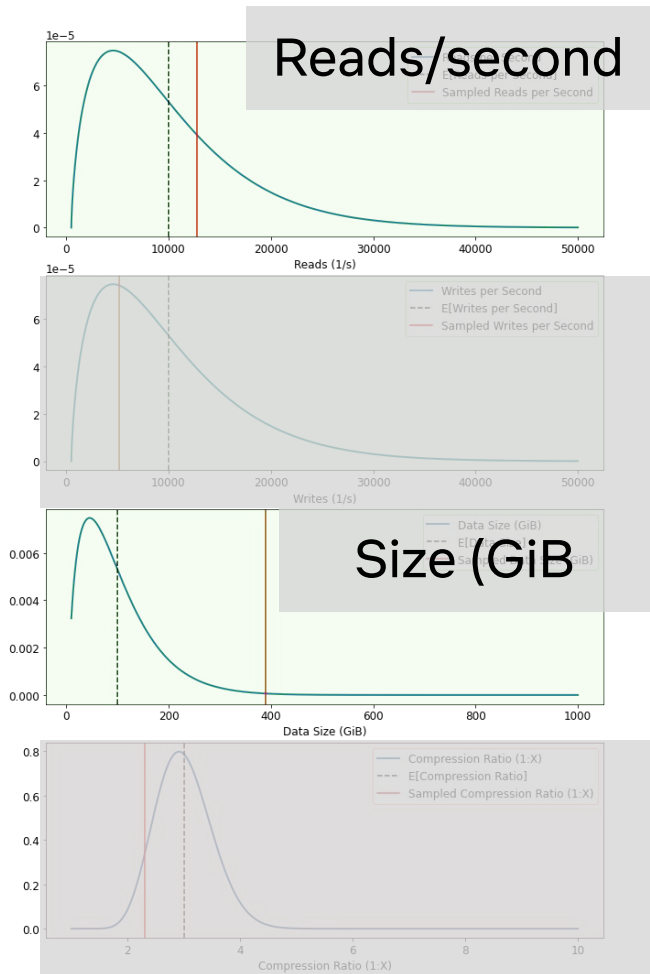 1e−5
Reads/second
Sampled Reads per Second
6
4
2
0
0 10000 20000 30000 40000 50000
Reads (1/s)
1e−5
Writes per Second
E[Writes per Second]
Sampled Writes per Second
6
4
2
0
0 10000 20000 30000 40000 50000
Writes (1/s)
Data Size (GiB)
Size (GiB
0.006
0.004
0.002
0.000
0 200 400 600 800 1000
Data Size (GiB)
Compression Ratio (1:X)
E[Compression Ratio]
Sampled Compression Ratio (1:X)
0.8
0.6
0.4
0.2
0.0
2 4 6 8 10
Compression Ratio (1:X)